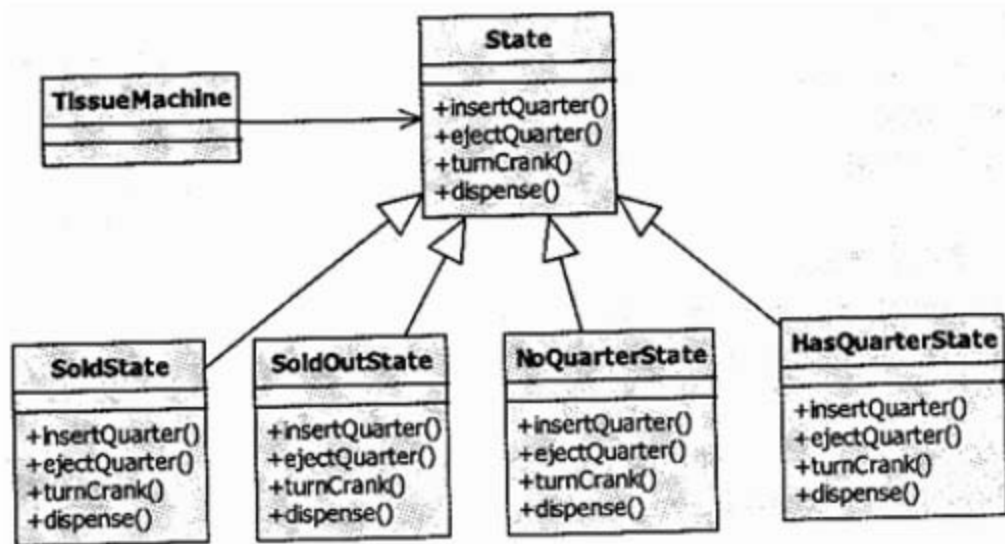 State
+insertQuarter()
+ejectQuarter()
+turnCrank()
+dispense()
TissueMachine
SoldState
+insertQuarter()
+ejectQuarter()
+turnCrank()
+dispense()
SoldOutState
+insertQuarter()
+ejectQuarter()
+turnCrank()
+dispense()
NoQuarterState
+insertQuarter()
+ejectQuarter()
+turnCrank()
+dispense()
HasQuarterState
+insertQuarter()
+ejectQuarter()
+turnCrank()
+dispense()